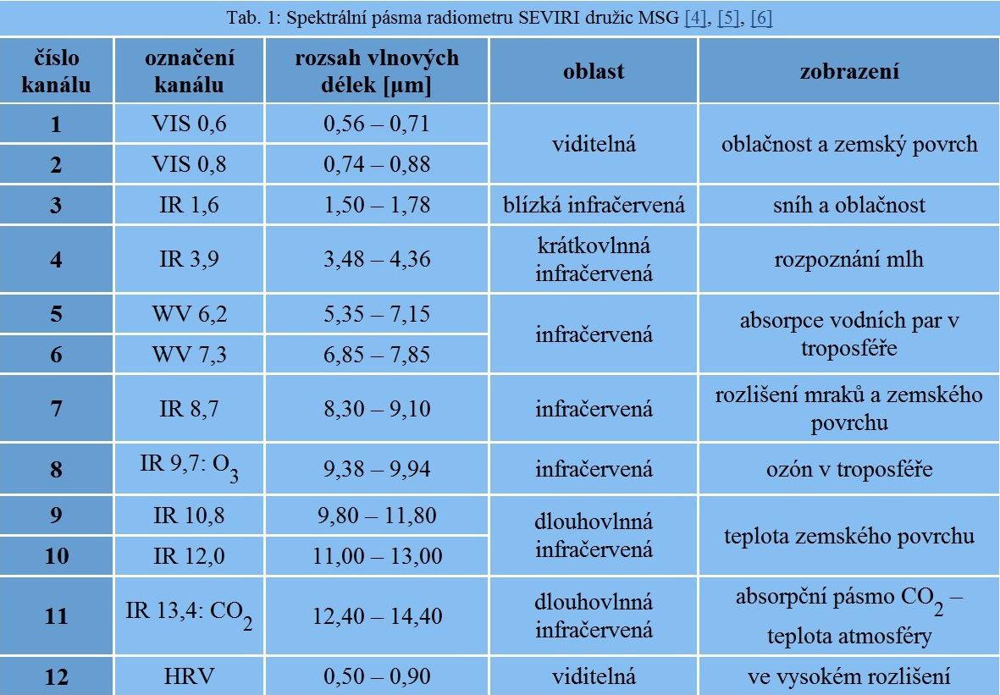 Tab. 1: Spektrální pásma radiometru SEVIRI družic MSG [4], [5], [6]
číslo kanálu označení kanálu rozsah vlnových délek [µm] oblast zobrazení
1 VIS 0,6 0,56 – 0,71 viditelná oblačnost a zemský povrch
2 VIS 0,8 0,74 – 0,88
3 IR 1,6 1,50 – 1,78 blízká infračervená sníh a oblačnost
4 IR 3,9 3,48 – 4,36 krátkovlnná infračervená rozpoznání mlh
5 WV 6,2 5,35 – 7,15 infračervená absorpce vodních par v troposféře
6 WV 7,3 6,85 – 7,85
7 IR 8,7 8,30 – 9,10 infračervená rozlišení mraků a zemského povrchu
8 IR 9,7: O3 9,38 – 9,94 infračervená ozón v troposféře
9 IR 10,8 9,80 – 11,80 dlouhovlnná infračervená teplota zemského povrchu
10 IR 12,0 11,00 – 13,00
11 IR 13,4: CO2 12,40 – 14,40 dlouhovlnná infračervená absorpční pásmo CO2 – teplota atmosféry
12 HRV 0,50 – 0,90 viditelná ve vysokém rozlišení